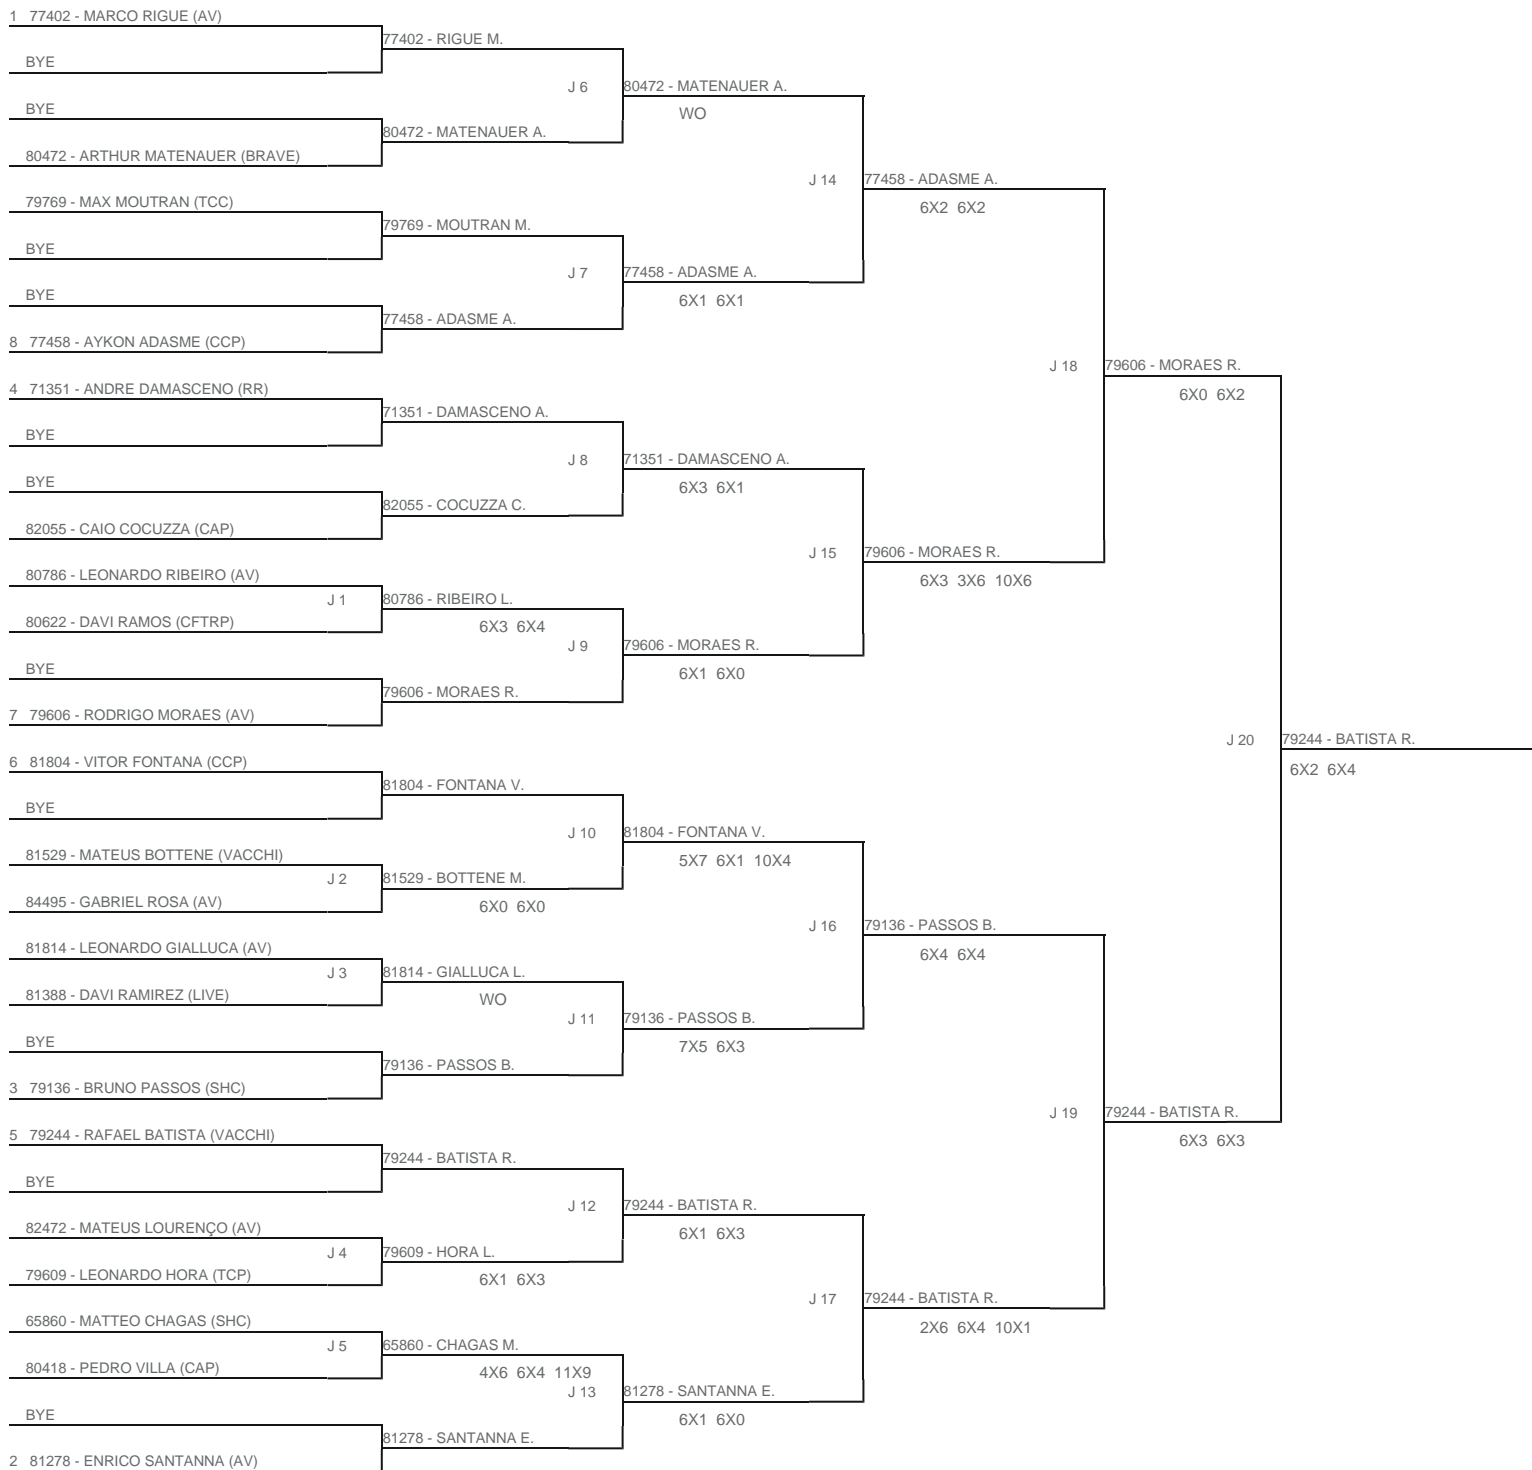 1 77402 - MARCO RIGUE (AV)
77402 - RIGUE M.
BYE
J 6 80472 - MATENAUER A.
WO
BYE
80472 - MATENAUER A.
80472 - ARTHUR MATENAUER (BRAVE)
J 14 77458 - ADASME A.
6X2 6X2
79769 - MAX MOUTRAN (TCC)
79769 - MOUTRAN M.
BYE
J 7 77458 - ADASME A.
6X1 6X1
BYE
77458 - ADASME A.
8 77458 - AYKON ADASME (CCP)
J 18 79606 - MORAES R.
6X0 6X2
4 71351 - ANDRE DAMASCENO (RR)
71351 - DAMASCENO A.
BYE
J 8 71351 - DAMASCENO A.
6X3 6X1
BYE
82055 - COCUZZA C.
82055 - CAIO COCUZZA (CAP)
J 15 79606 - MORAES R.
6X3 3X6 10X6
80786 - LEONARDO RIBEIRO (AV)
J 1 80786 - RIBEIRO L.
6X3 6X4
80622 - DAVI RAMOS (CFTRP)
J 9 79606 - MORAES R.
6X1 6X0
BYE
79606 - MORAES R.
7 79606 - RODRIGO MORAES (AV)
J 20 79244 - BATISTA R.
6X2 6X4
6 81804 - VITOR FONTANA (CCP)
81804 - FONTANA V.
BYE
J 10 81804 - FONTANA V.
5X7 6X1 10X4
81529 - MATEUS BOTTENE (VACCHI)
J 2 81529 - BOTTENE M.
6X0 6X0
84495 - GABRIEL ROSA (AV)
J 16 79136 - PASSOS B.
6X4 6X4
81814 - LEONARDO GIALLUCA (AV)
J 3 81814 - GIALLUCA L.
WO
81388 - DAVI RAMIREZ (LIVE)
J 11 79136 - PASSOS B.
7X5 6X3
BYE
79136 - PASSOS B.
3 79136 - BRUNO PASSOS (SHC)
J 19 79244 - BATISTA R.
6X3 6X3
5 79244 - RAFAEL BATISTA (VACCHI)
79244 - BATISTA R.
BYE
J 12 79244 - BATISTA R.
6X1 6X3
82472 - MATEUS LOURENÇO (AV)
J 4 79609 - HORA L.
6X1 6X3
79609 - LEONARDO HORA (TCP)
J 17 79244 - BATISTA R.
2X6 6X4 10X1
65860 - MATTEO CHAGAS (SHC)
J 5 65860 - CHAGAS M.
4X6 6X4 11X9
80418 - PEDRO VILLA (CAP)
J 13 81278 - SANTANNA E.
6X1 6X0
BYE
81278 - SANTANNA E.
2 81278 - ENRICO SANTANNA (AV)